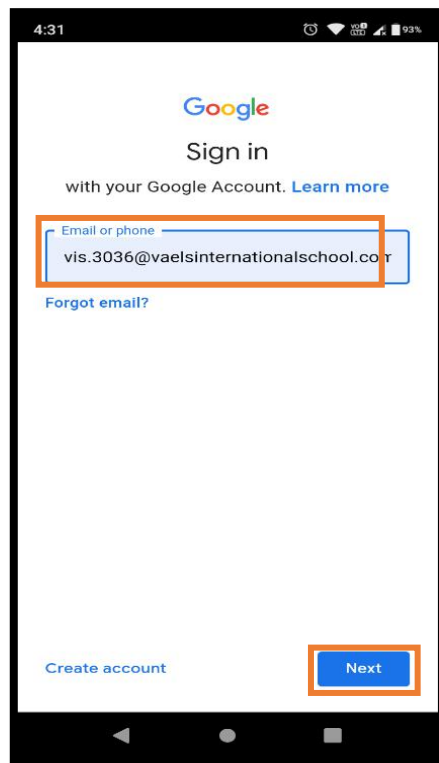 4:31 93%
Google
Sign in
with your Google Account. Learn more
Email or phone
vis.3036@vaelsinternationalschool.com
Forgot email?
Create account Next